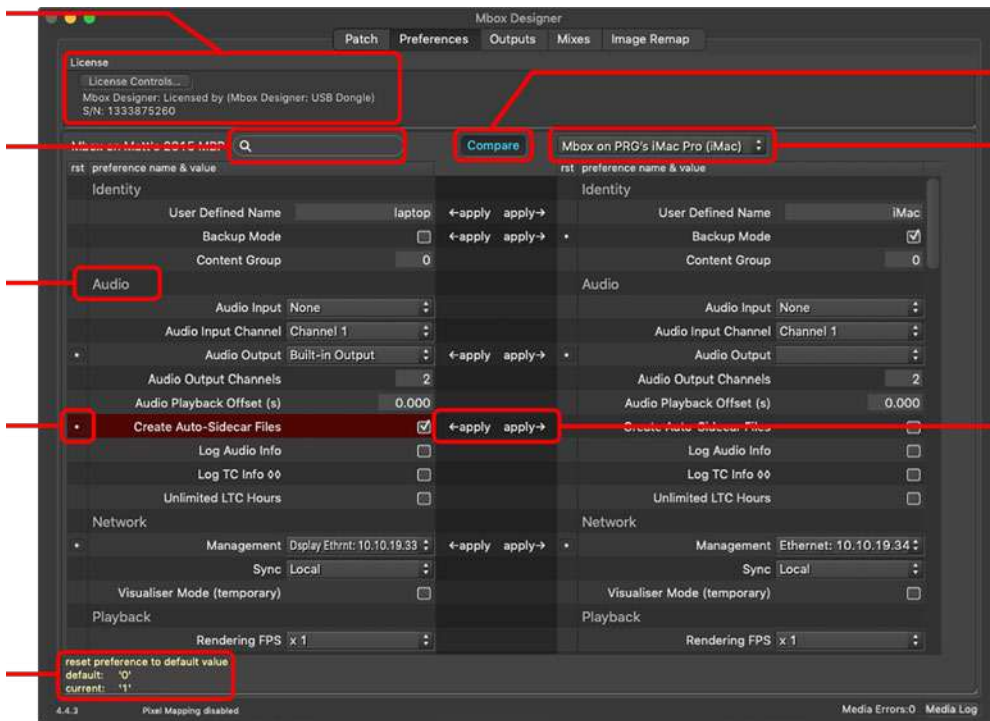 Mbox Designer
Patch Preferences Outputs Mixes Image Remap
License
License Controls...
Mbox Designer: Licensed by (Mbox Designer: USB Dongle)
S/N: 1333875260
Mbox on Matt's 2015 MBP Compare Mbox on PRG's iMac Pro (iMac)
rst preference name & value rst preference name & value
Identity Identity
User Defined Name laptop ←apply apply→ User Defined Name iMac
Backup Mode ←apply apply→ • Backup Mode
Content Group 0 Content Group 0
Audio Audio
Audio Input None Audio Input None
Audio Input Channel Channel 1 Audio Input Channel Channel 1
• Audio Output Built-in Output ←apply apply→ • Audio Output
Audio Output Channels 2 Audio Output Channels 2
Audio Playback Offset (s) 0.000 Audio Playback Offset (s) 0.000
• Create Auto-Sidecar Files ←apply apply→ Create Auto-Sidecar Files
Log Audio Info Log Audio Info
Log TC Info ◊◊ Log TC Info ◊◊
Unlimited LTC Hours Unlimited LTC Hours
Network Network
• Management Dsplay Ethrnt: 10.10.19.33 ←apply apply→ • Management Ethernet: 10.10.19.34
Sync Local Sync Local
Visualiser Mode (temporary) Visualiser Mode (temporary)
Playback Playback
Rendering FPS x 1 Rendering FPS x 1
reset preference to default value
default: '0'
current: '1'
4.4.3 Pixel Mapping disabled Media Errors:0 Media Log